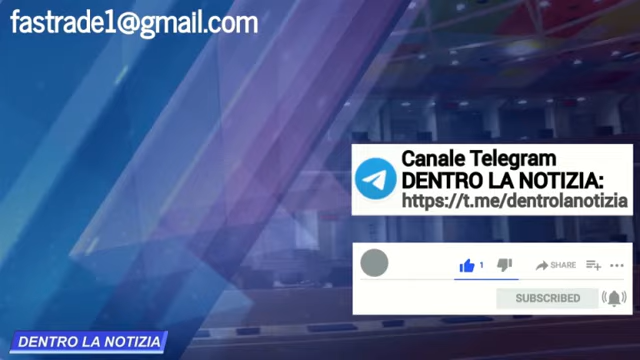 fastrade1@gmail.com
Canale Telegram
DENTRO LA NOTIZIA:
https://t.me/dentrolanotizia
1
SHARE
SUBSCRIBED
DENTRO LA NOTIZIA